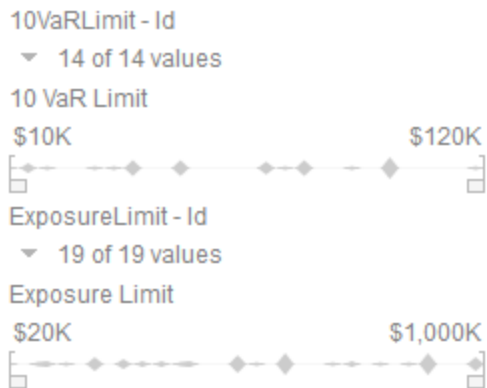 10VaRLimit - Id
14 of 14 values
10 VaR Limit
$10K $120K
ExposureLimit - Id
19 of 19 values
Exposure Limit
$20K $1,000K